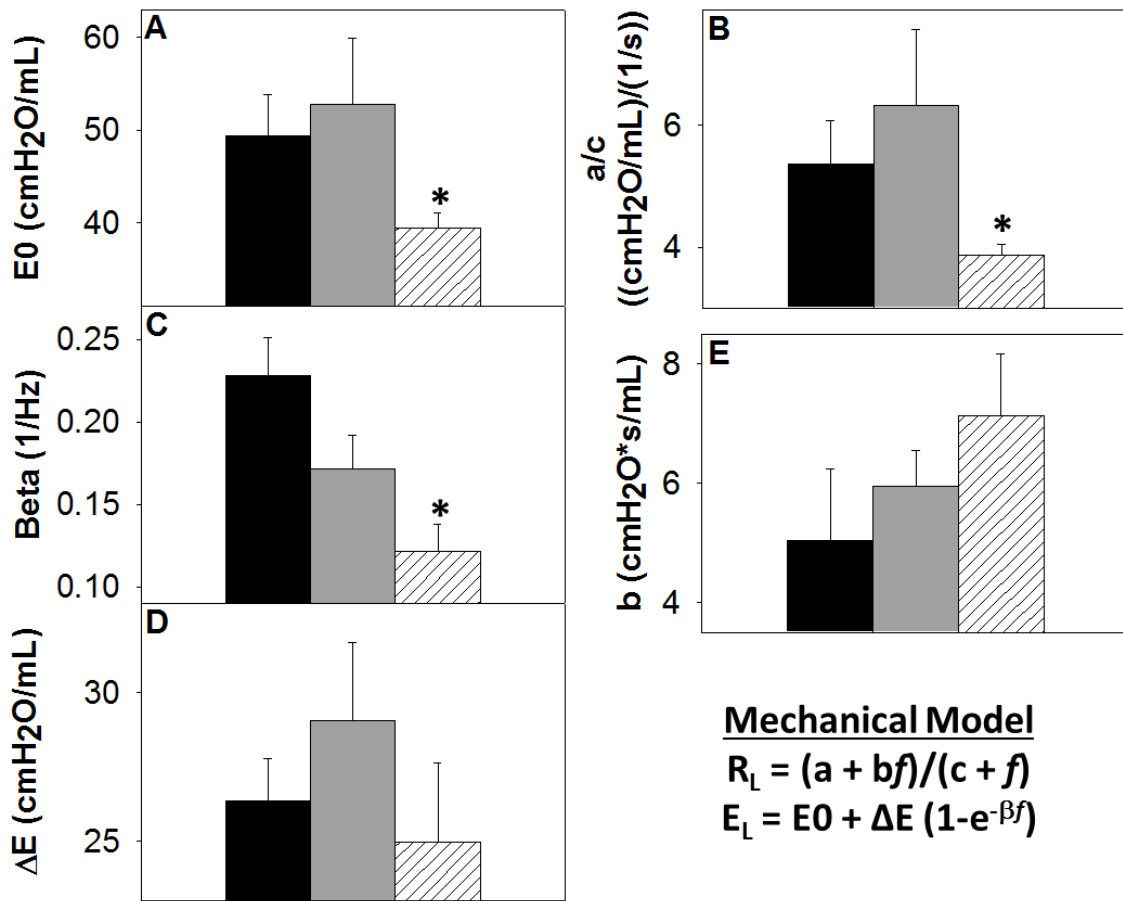 A
E0 (cmH2O/mL)
60
50
40
*
B
a/c
((cmH2O/mL)/(1/s))
6
4
*
C
Beta (1/Hz)
0.25
0.20
0.15
0.10
*
E
b (cmH2O*s/mL)
8
6
4
D
ΔE (cmH2O/mL)
30
25
Mechanical Model
RL = (a + bf)/(c + f)
EL = E0 + ΔE (1-e-βf)